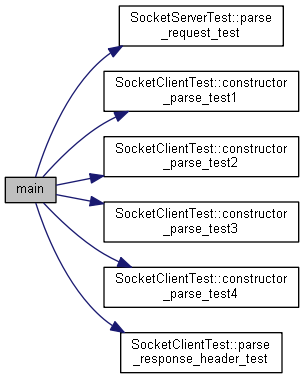 SocketServerTest::parse
_request_test
SocketClientTest::constructor
_parse_test1
SocketClientTest::constructor
_parse_test2
main
SocketClientTest::constructor
_parse_test3
SocketClientTest::constructor
_parse_test4
SocketClientTest::parse
_response_header_test